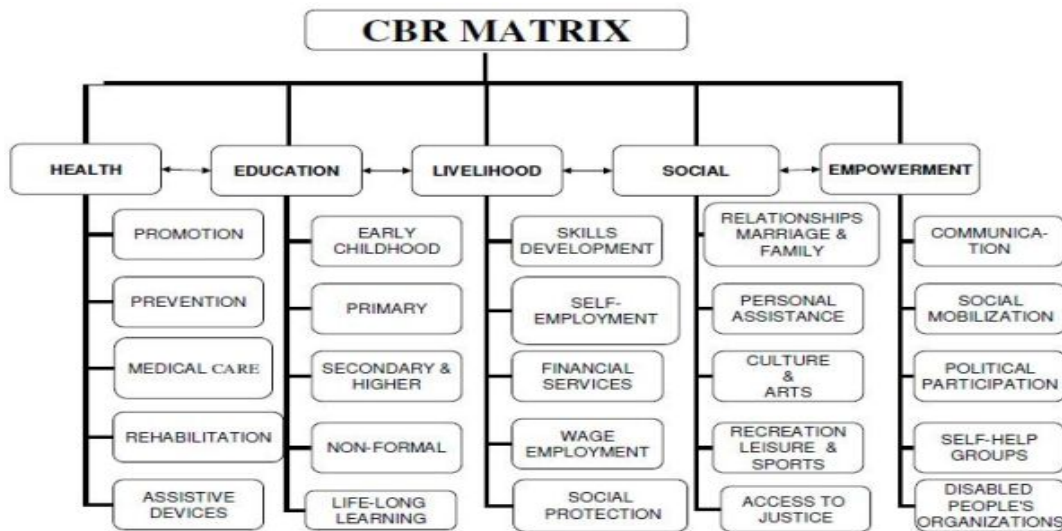 CBR MATRIX
HEALTH
EDUCATION
LIVELIHOOD
SOCIAL
EMPOWERMENT
PROMOTION
PREVENTION
MEDICAL CARE
REHABILITATION
ASSISTIVE
DEVICES
EARLY
CHILDHOOD
PRIMARY
SECONDARY &
HIGHER
NON-FORMAL
LIFE-LONG
LEARNING
SKILLS
DEVELOPMENT
SELF-
EMPLOYMENT
FINANCIAL
SERVICES
WAGE
EMPLOYMENT
SOCIAL
PROTECTION
RELATIONSHIPS
MARRIAGE &
FAMILY
PERSONAL
ASSISTANCE
CULTURE
&
ARTS
RECREATION
LEISURE &
SPORTS
ACCESS TO
JUSTICE
COMMUNICA-
TION
SOCIAL
MOBILIZATION
POLITICAL
PARTICIPATION
SELF-HELP
GROUPS
DISABLED
PEOPLE'S
ORGANIZATIONS